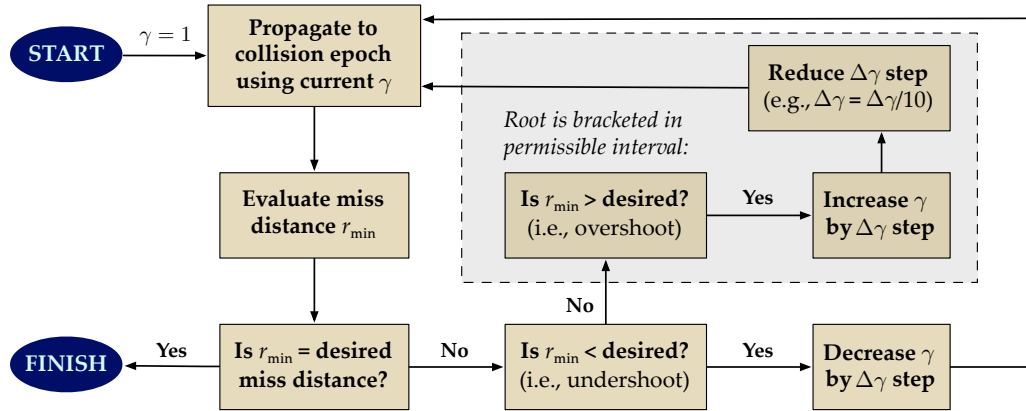 START
γ = 1
Propagate to
collision epoch
using current γ
Reduce Δγ step
(e.g., Δγ = Δγ/10)
Root is bracketed in
permissible interval:
Evaluate miss
distance r_min
Is r_min > desired?
(i.e., overshoot)
Yes
Increase γ
by Δγ step
No
FINISH
Yes
Is r_min = desired
miss distance?
No
Is r_min < desired?
(i.e., undershoot)
Yes
Decrease γ
by Δγ step